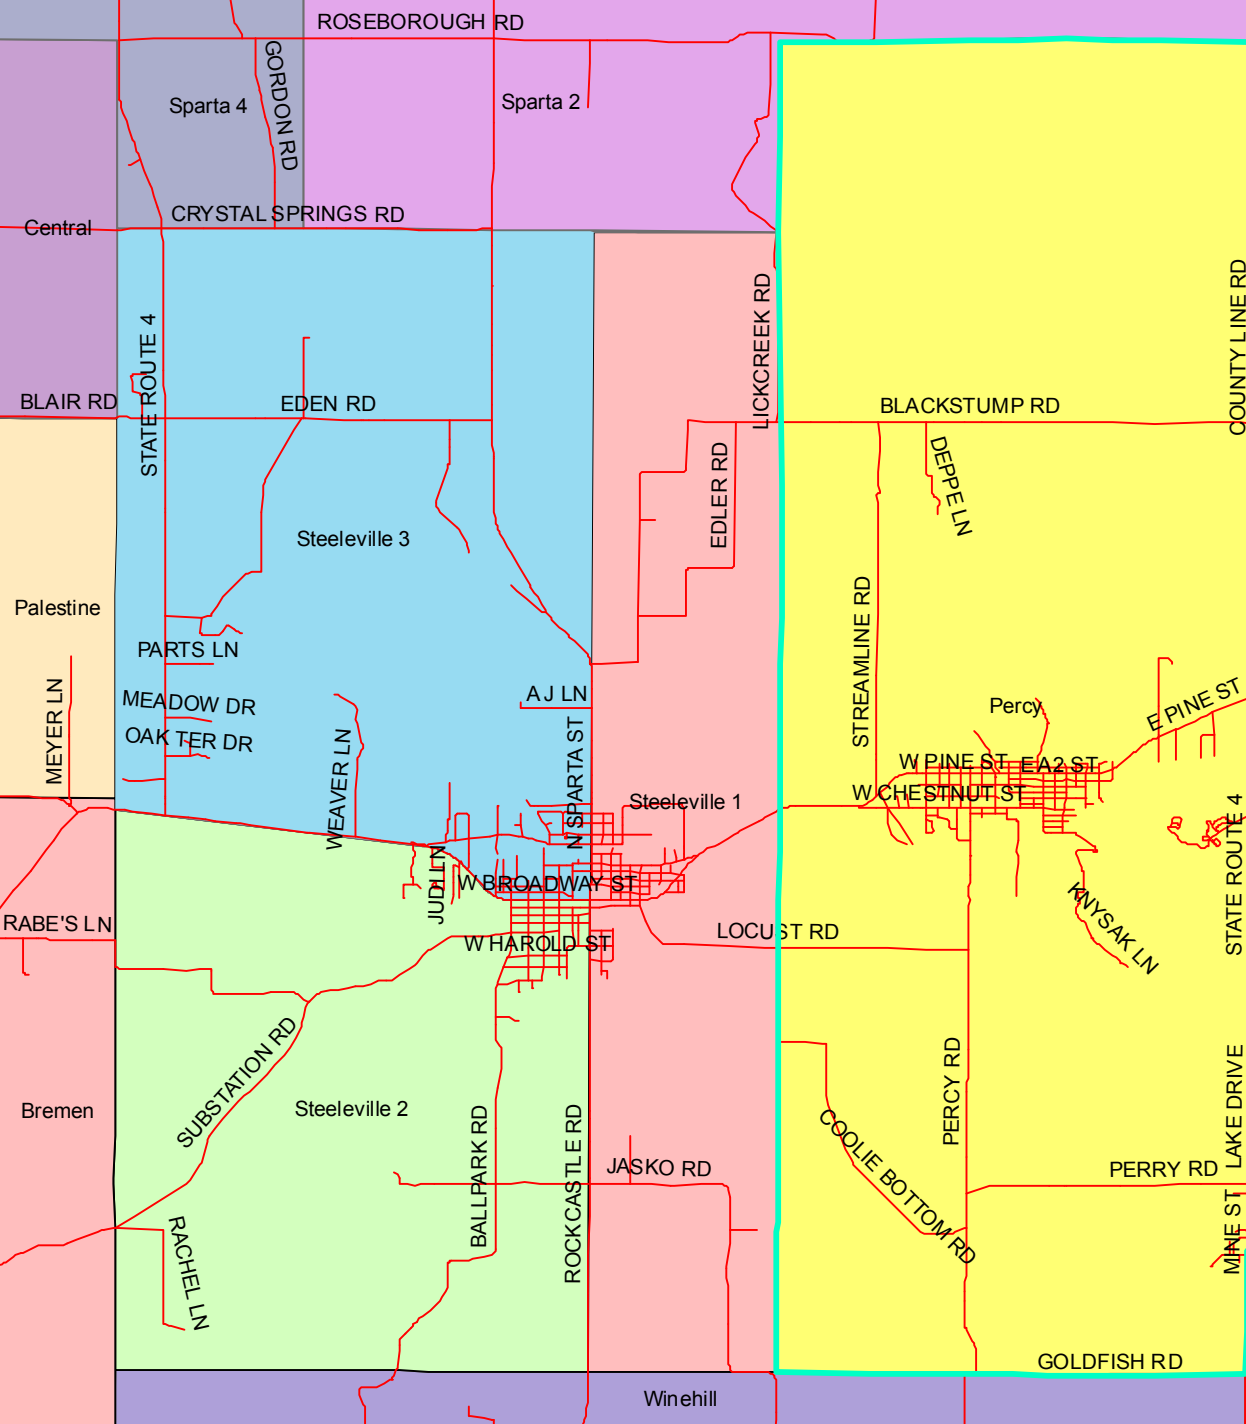 ROSEBOROUGH RD
GORDON RD
Sparta 4
Sparta 2
CRYSTAL SPRINGS RD
Central
STATE ROUTE 4
LICKCREEK RD
COUNTY LINE RD
BLAIR RD
EDEN RD
BLACKSTUMP RD
EDLER RD
DEPPE LN
Steeleville 3
Palestine
STREAMLINE RD
PARTS LN
MEYER LN
MEADOW DR
A J LN
Percy
E PINE ST
OAK TER DR
WEAVER LN
N SPARTA ST
W PINE ST
E A2 ST
W CHESTNUT ST
Steeleville 1
STATE ROUTE 4
JUDI LN
W BROADWAY ST
KNYSAK LN
RABE'S LN
W HAROLD ST
LOCUST RD
SUBSTATION RD
PERCY RD
LAKE DRIVE
Bremen
Steeleville 2
BALLPARK RD
ROCKCASTLE RD
COOLIE BOTTOM RD
JASKO RD
PERRY RD
MINE ST
RACHEL LN
GOLDFISH RD
Winehill